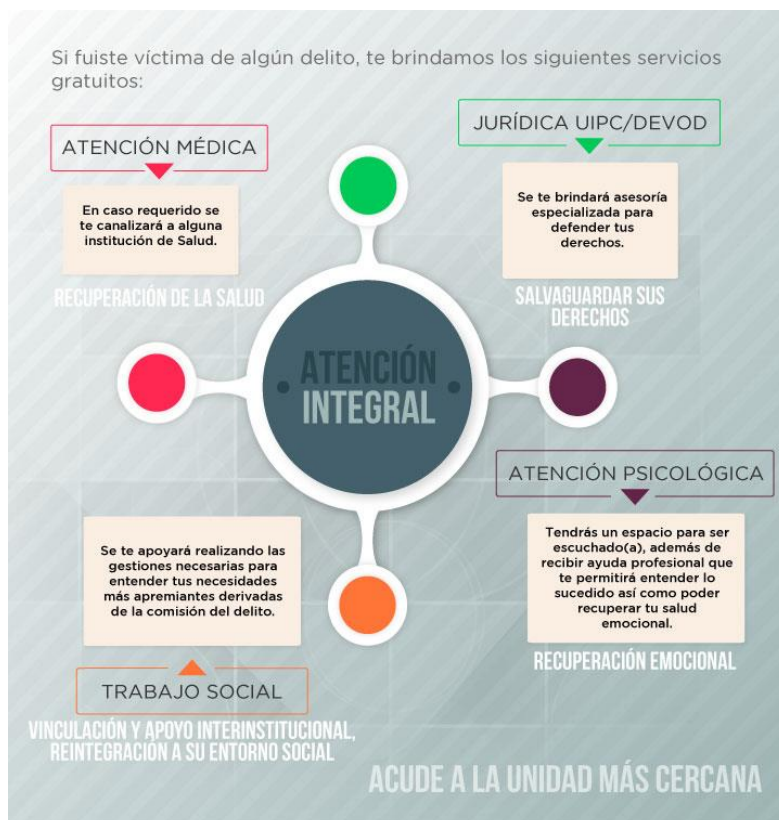 Si fuiste víctima de algún delito, te brindamos los siguientes servicios
gratuitos:
ATENCIÓN MÉDICA
En caso requerido se
te canalizará a alguna
institución de Salud.
RECUPERACIÓN DE LA SALUD
JURÍDICA UIPC/DEVOD
Se te brindará asesoría
especializada para
defender tus
derechos.
SALVAGUARDAR SUS
DERECHOS
ATENCIÓN
INTEGRAL
ATENCIÓN PSICOLÓGICA
Tendrás un espacio para ser
escuchado(a), además de
recibir ayuda profesional que
te permitirá entender lo
sucedido así como poder
recuperar tu salud
emocional.
RECUPERACIÓN EMOCIONAL
Se te apoyará realizando las
gestiones necesarias para
entender tus necesidades
más apremiantes derivadas
de la comisión del delito.
TRABAJO SOCIAL
VINCULACIÓN Y APOYO INTERINSTITUCIONAL,
REINTEGRACIÓN A SU ENTORNO SOCIAL
ACUDE A LA UNIDAD MÁS CERCANA